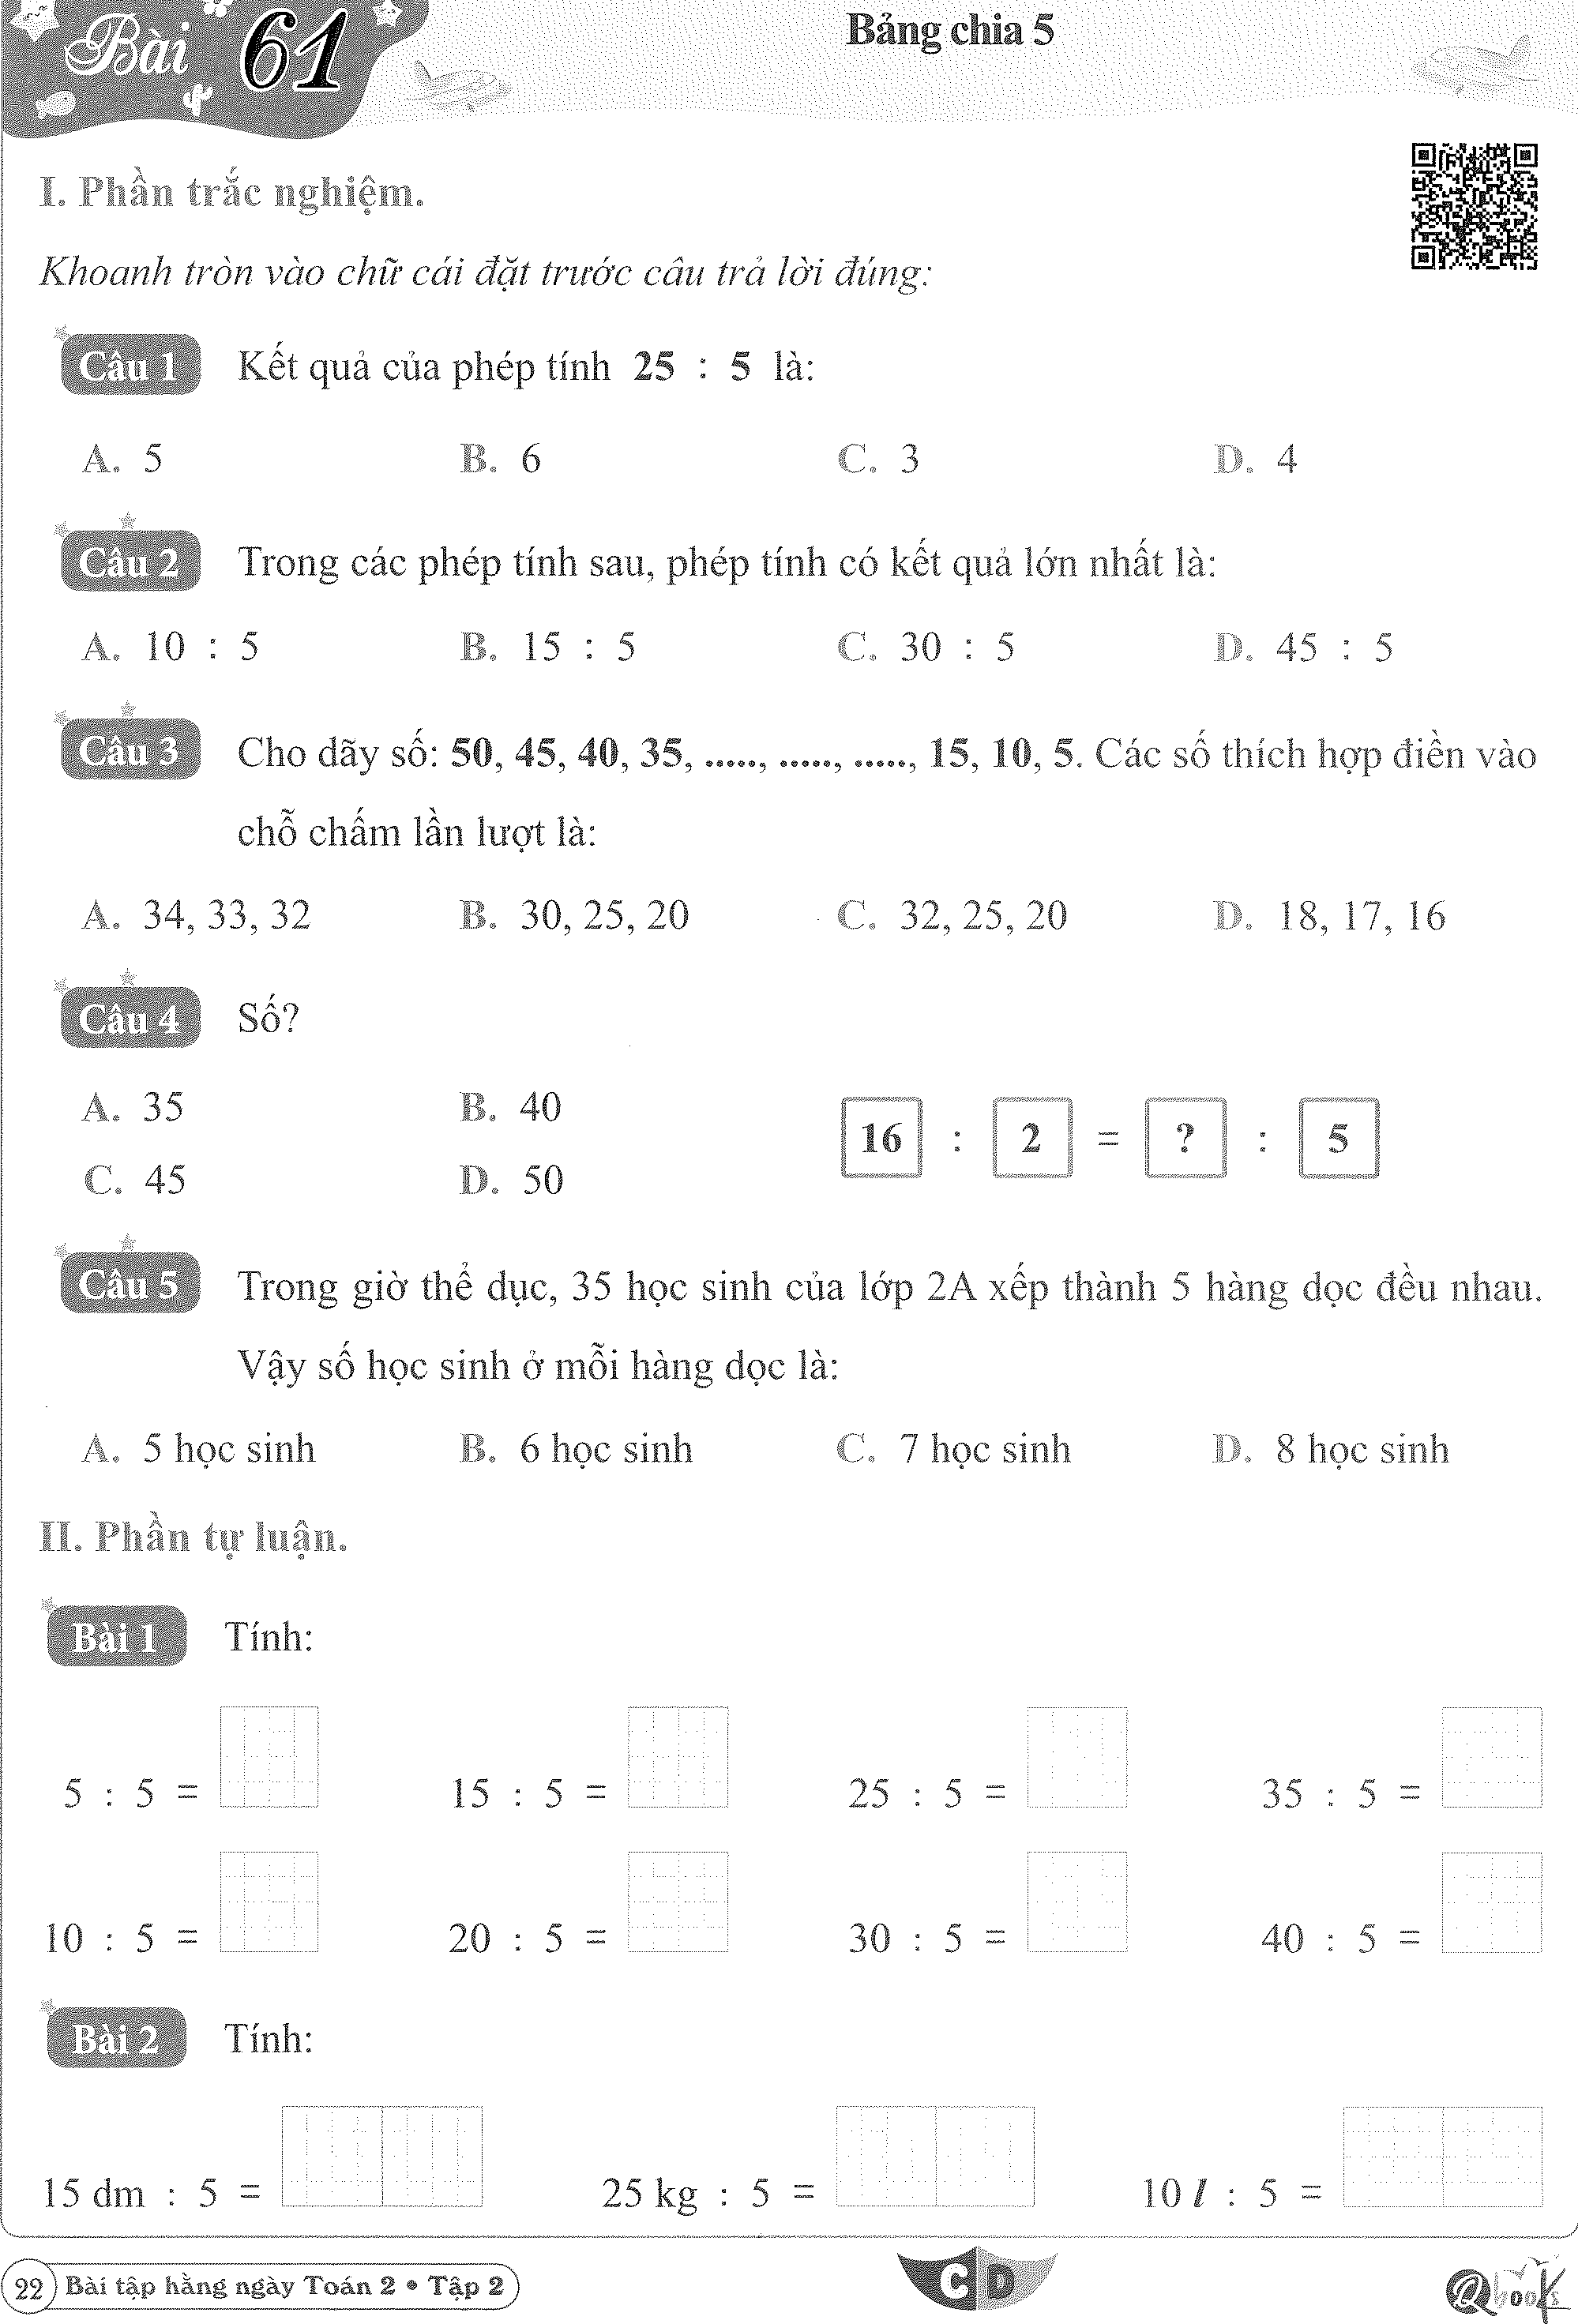 Bài 61
Bảng chia 5
I. Phần trắc nghiệm.
Khoanh tròn vào chữ cái đặt trước câu trả lời đúng:
Câu 1 Kết quả của phép tính 25 : 5 là:
A. 5 B. 6 C. 3 D. 4
Câu 2 Trong các phép tính sau, phép tính có kết quả lớn nhất là:
A. 10 : 5 B. 15 : 5 C. 30 : 5 D. 45 : 5
Câu 3 Cho dãy số: 50, 45, 40, 35, ....., ....., ....., 15, 10, 5. Các số thích hợp điền vào
chỗ chấm lần lượt là:
A. 34, 33, 32 B. 30, 25, 20 C. 32, 25, 20 D. 18, 17, 16
Câu 4 Số?
A. 35 B. 40
16 : 2 = ? : 5
C. 45 D. 50
Câu 5 Trong giờ thể dục, 35 học sinh của lớp 2A xếp thành 5 hàng dọc đều nhau.
Vậy số học sinh ở mỗi hàng dọc là:
A. 5 học sinh B. 6 học sinh C. 7 học sinh D. 8 học sinh
II. Phần tự luận.
Bài 1 Tính:
5 : 5 = 15 : 5 = 25 : 5 = 35 : 5 =
10 : 5 = 20 : 5 = 30 : 5 = 40 : 5 =
Bài 2 Tính:
15 dm : 5 = 25 kg : 5 = 10 l : 5 =
22 Bài tập hằng ngày Toán 2 • Tập 2
CD
Qbooks